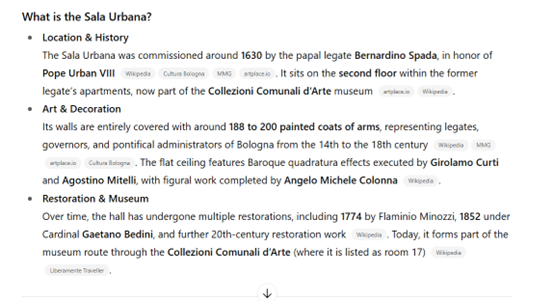 What is the Sala Urbana?
Location & History
The Sala Urbana was commissioned around 1630 by the papal legate Bernardino Spada, in honor of
Pope Urban VIII Wikipedia Cultura Bologna MMG artplace.io . It sits on the second floor within the former
legate's apartments, now part of the Collezioni Comunali d'Arte museum artplace.io Wikipedia .
Art & Decoration
Its walls are entirely covered with around 188 to 200 painted coats of arms, representing legates,
governors, and pontifical administrators of Bologna from the 14th to the 18th century Wikipedia MMG
artplace.io Cultura Bologna . The flat ceiling features Baroque quadratura effects executed by Girolamo Curti
and Agostino Mitelli, with figural work completed by Angelo Michele Colonna Wikipedia .
Restoration & Museum
Over time, the hall has undergone multiple restorations, including 1774 by Flaminio Minozzi, 1852 under
Cardinal Gaetano Bedini, and further 20th-century restoration work Wikipedia . Today, it forms part of the
museum route through the Collezioni Comunali d'Arte (where it is listed as room 17) Wikipedia
Liberamente Traveller .